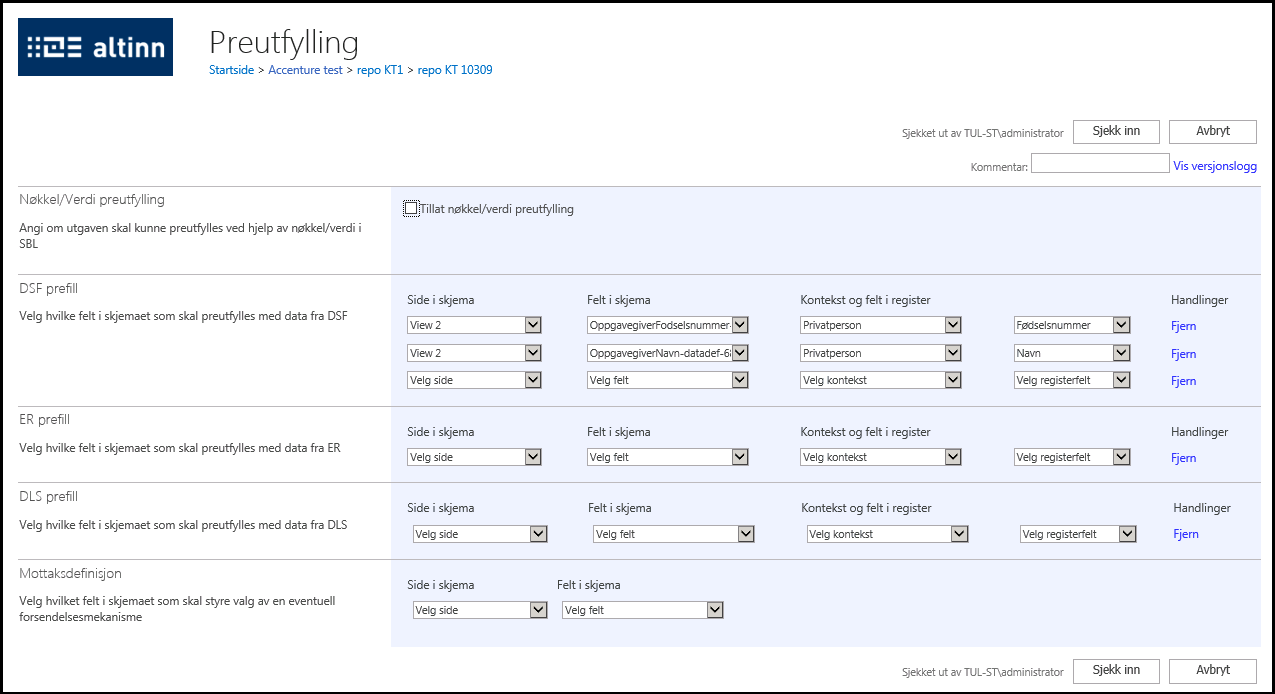 altinn
Preutfylling
Startside > Accenture test > repo KT1 > repo KT 10309
Sjekket ut av TUL-ST\administrator Sjekk inn Avbryt
Kommentar: Vis versjonslogg
Nøkkel/Verdi preutfylling
Angi om utgaven skal kunne preutfylles ved hjelp av nøkkel/verdi i
SBL
Tillat nøkkel/verdi preutfylling
DSF prefill
Velg hvilke felt i skjemaet som skal preutfylles med data fra DSF
Side i skjema Felt i skjema Kontekst og felt i register Handlinger
View 2 OppgavegiverFodselsnummer- Privatperson Fødselsnummer Fjern
View 2 OppgavegiverNavn-datadef-6 Privatperson Navn Fjern
Velg side Velg felt Velg kontekst Velg registerfelt Fjern
ER prefill
Velg hvilke felt i skjemaet som skal preutfylles med data fra ER
Side i skjema Felt i skjema Kontekst og felt i register Handlinger
Velg side Velg felt Velg kontekst Velg registerfelt Fjern
DLS prefill
Velg hvilke felt i skjemaet som skal preutfylles med data fra DLS
Side i skjema Felt i skjema Kontekst og felt i register Handlinger
Velg side Velg felt Velg kontekst Velg registerfelt Fjern
Mottaksdefinisjon
Velg hvilket felt i skjemaet som skal styre valg av en eventuell
forsendelsesmekanisme
Side i skjema Felt i skjema
Velg side Velg felt
Sjekket ut av TUL-ST\administrator Sjekk inn Avbryt